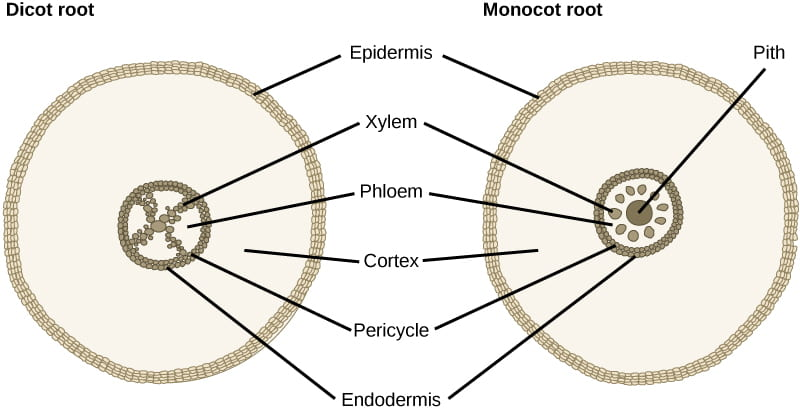 Dicot root
Monocot root
Epidermis
Pith
Xylem
Phloem
Cortex
Pericycle
Endodermis